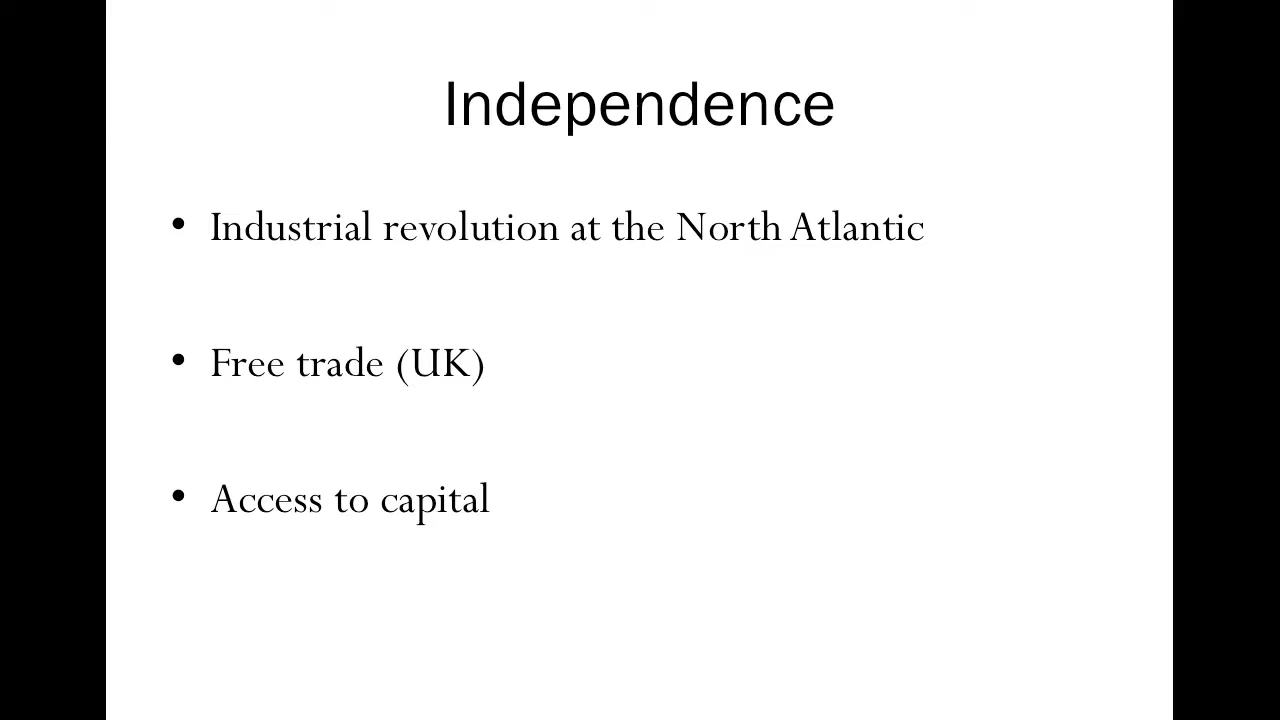 Independence
• Industrial revolution at the North Atlantic
• Free trade (UK)
• Access to capital